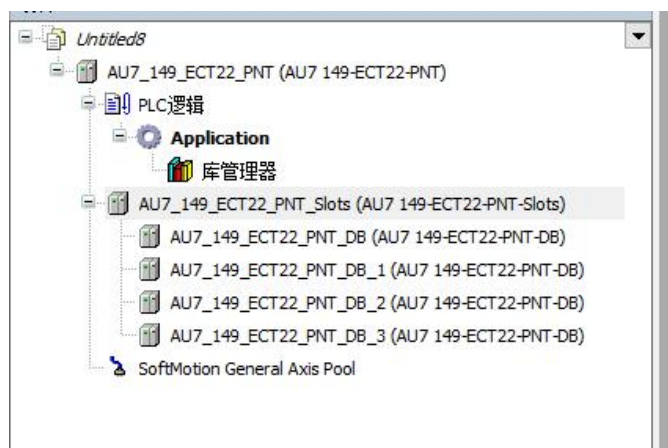 Untitled8
AU7_149_ECT22_PNT (AU7 149-ECT22-PNT)
PLC逻辑
Application
库管理器
AU7_149_ECT22_PNT_Slots (AU7 149-ECT22-PNT-Slots)
AU7_149_ECT22_PNT_DB (AU7 149-ECT22-PNT-DB)
AU7_149_ECT22_PNT_DB_1 (AU7 149-ECT22-PNT-DB)
AU7_149_ECT22_PNT_DB_2 (AU7 149-ECT22-PNT-DB)
AU7_149_ECT22_PNT_DB_3 (AU7 149-ECT22-PNT-DB)
SoftMotion General Axis Pool